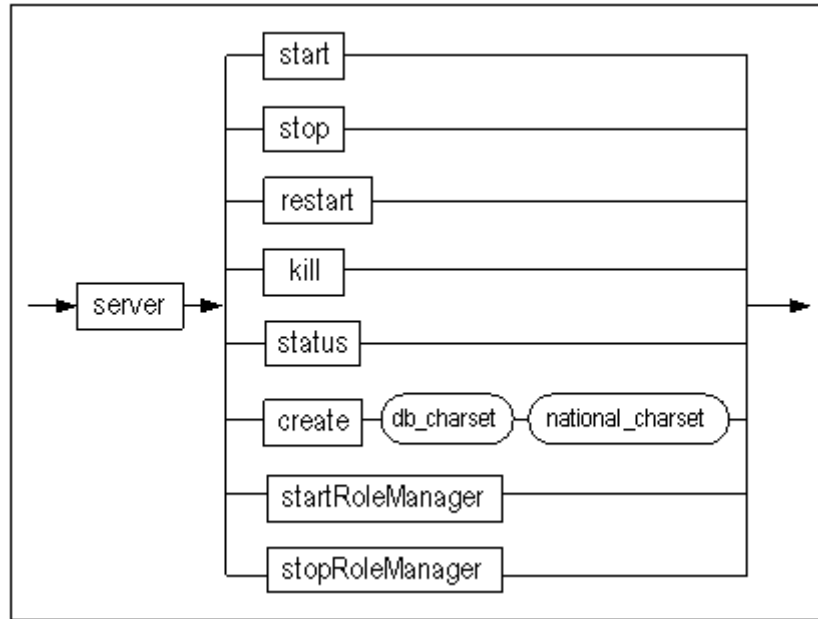 start
stop
restart
kill
server
status
create db_charset national_charset
startRoleManager
stopRoleManager